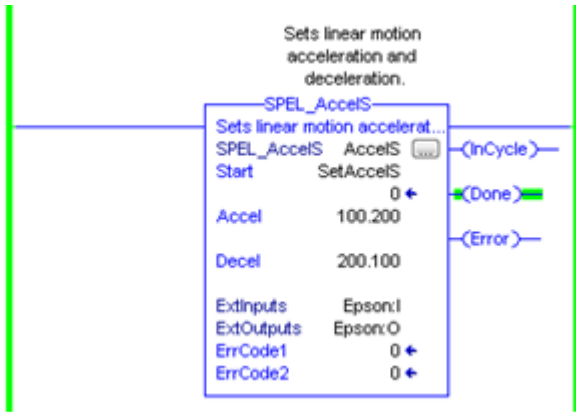 Sets linear motion
acceleration and
deceleration.
SPEL_AccelS
Sets linear motion accelerat...
SPEL_AccelS AccelS ...
(InCycle)
Start SetAccelS
0
(Done)
Accel 100.200
(Error)
Decel 200.100
ExtInputs Epson:I
ExtOutputs Epson:O
ErrCode1 0
ErrCode2 0